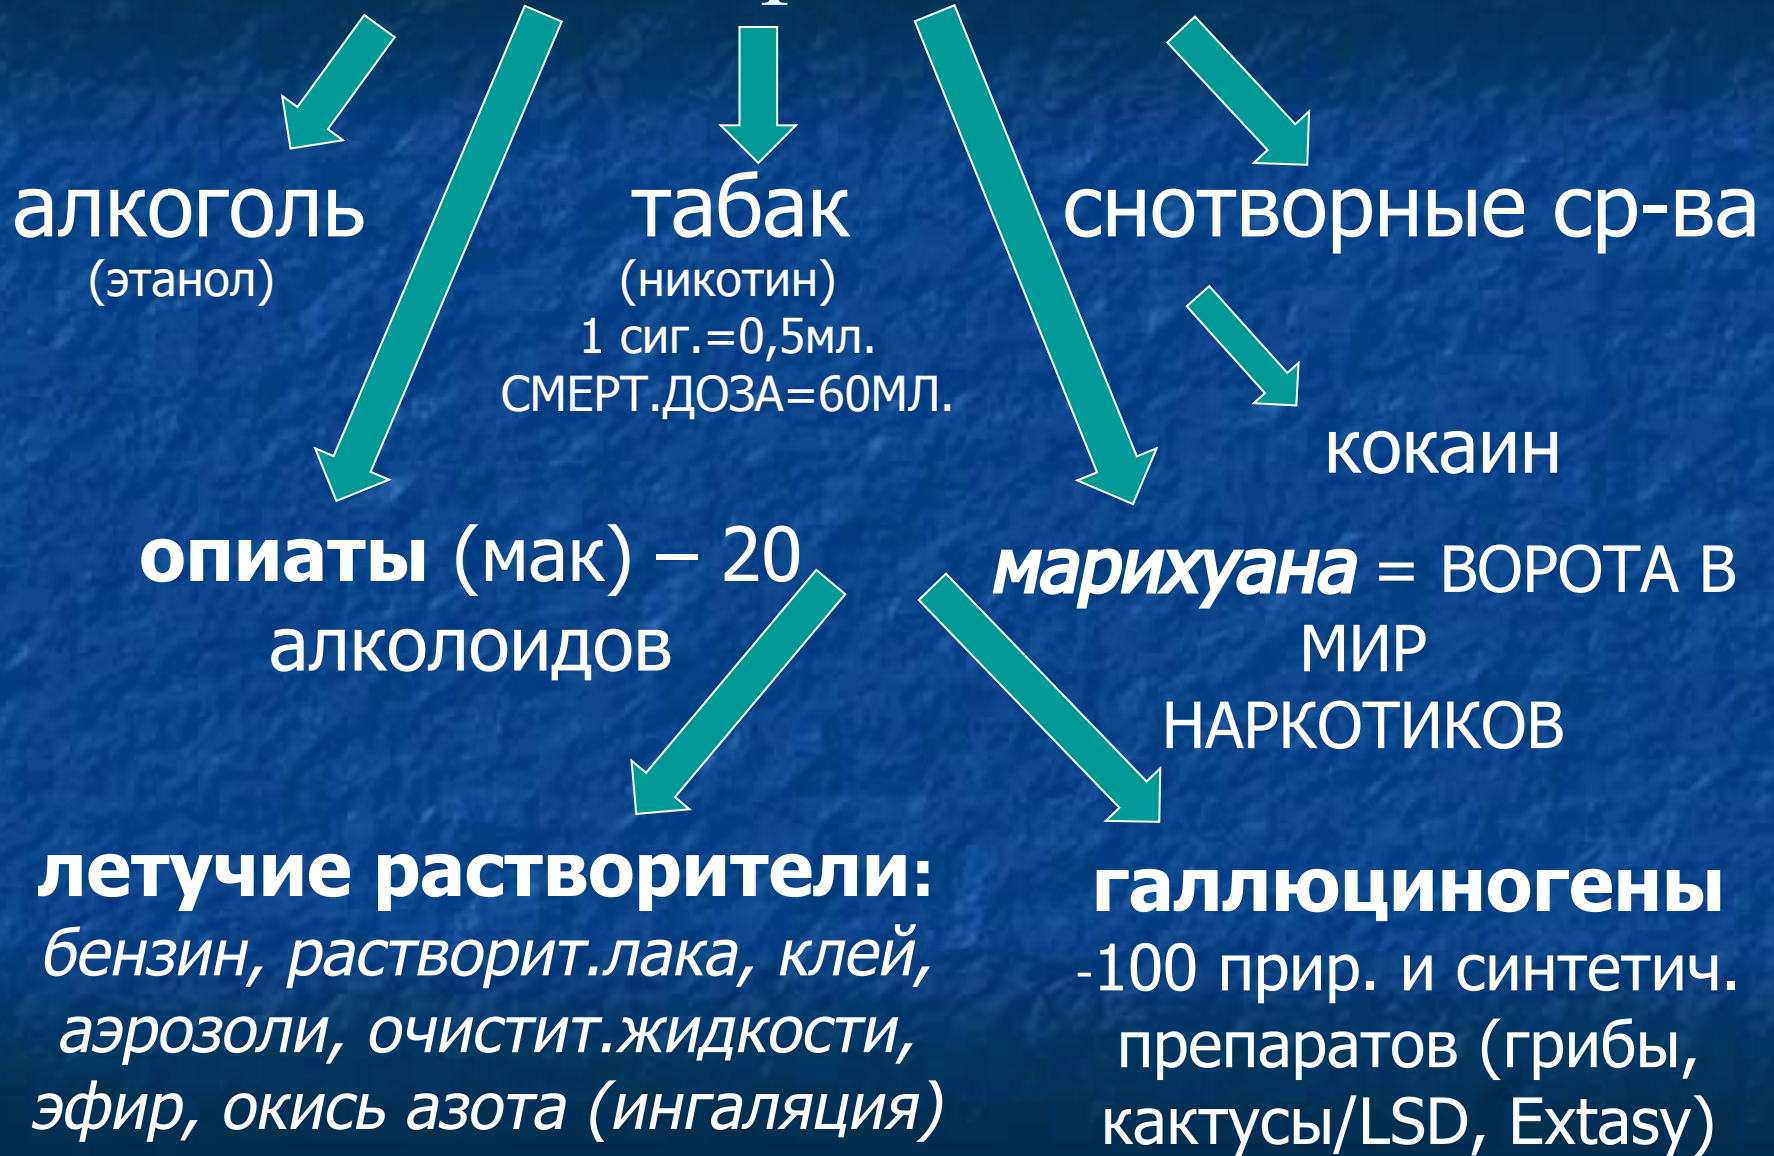 алкоголь
(этанол)
табак
(никотин)
1 сиг.=0,5мл.
СМЕРТ.ДОЗА=60МЛ.
снотворные ср-ва
кокаин
опиаты (мак) – 20
алколоидов
марихуана = ВОРОТА В
МИР
НАРКОТИКОВ
летучие растворители:
бензин, растворит.лака, клей,
аэрозоли, очистит.жидкости,
эфир, окись азота (ингаляция)
галлюциногены
-100 прир. и синтетич.
препаратов (грибы,
кактусы/LSD, Extasy)